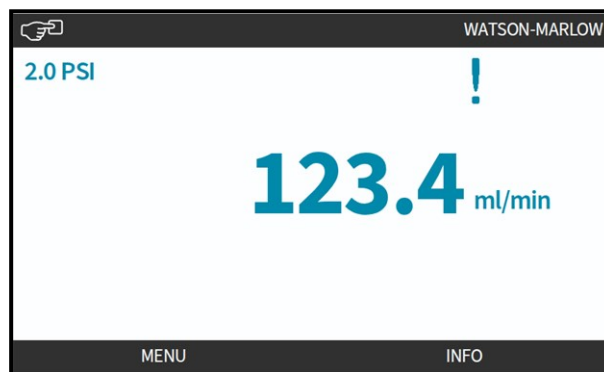 WATSON-MARLOW
2.0 PSI
!
123.4 ml/min
MENU INFO